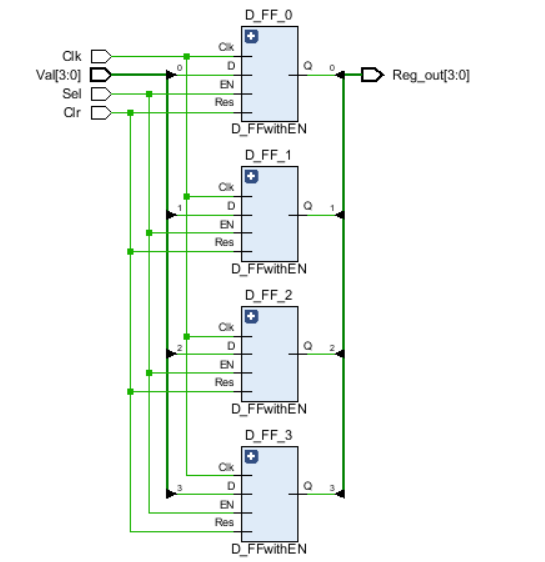 D_FF_0
Clk
Clk
Val[3:0]
0
D
Q
0
Reg_out[3:0]
Sel
EN
Clr
Res
D_FFwithEN
D_FF_1
Clk
1
D
Q
1
EN
Res
D_FFwithEN
D_FF_2
Clk
2
D
Q
2
EN
Res
D_FFwithEN
D_FF_3
Clk
3
D
Q
3
EN
Res
D_FFwithEN